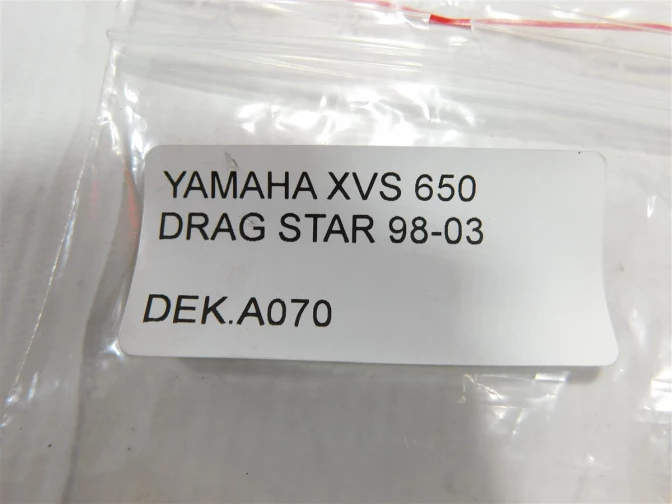 YAMAHA XVS 650
DRAG STAR 98-03
DEK.A070